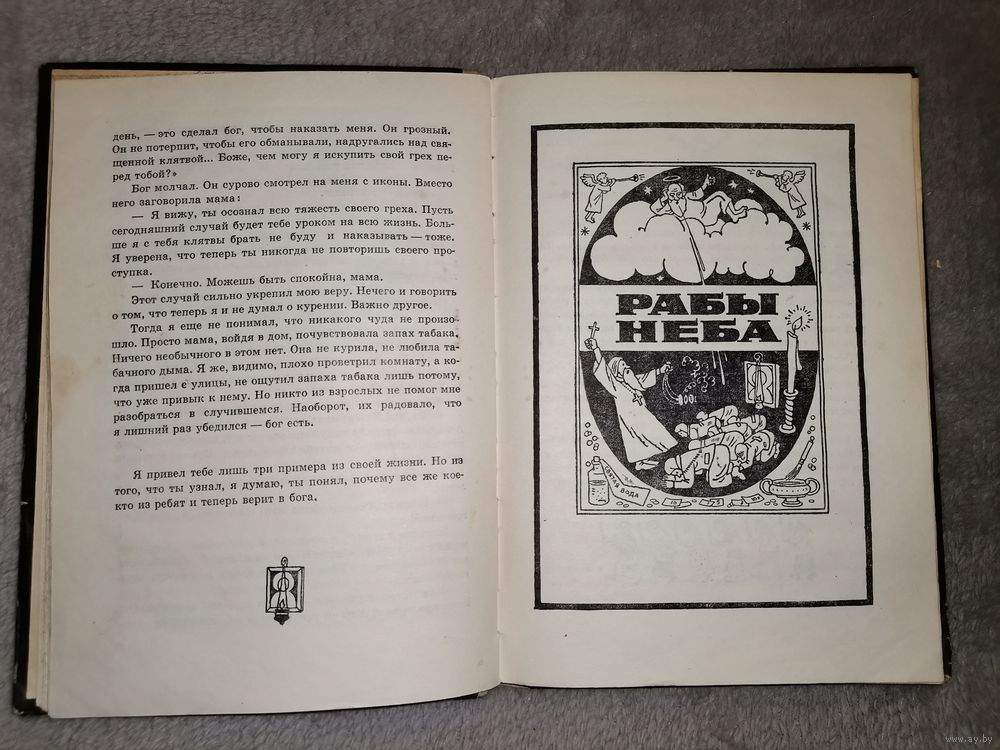 день, — это сделал бог, чтобы наказать меня. Он грозный.
Он не потерпит, чтобы его обманывали, надругались над свя-
щенной клятвой... Боже, чем могу я искупить свой грех пе-
ред тобой?»
Бог молчал. Он сурово смотрел на меня с иконы. Вместо
него заговорила мама:
— Я вижу, ты осознал всю тяжесть своего греха. Пусть
сегодняшний случай будет тебе уроком на всю жизнь. Боль-
ше я с тебя клятвы брать не буду и наказывать — тоже.
Я уверена, что теперь ты никогда не повторишь своего про-
ступка.
— Конечно. Можешь быть спокойна, мама.
Этот случай сильно укрепил мою веру. Нечего и говорить
о том, что теперь я и не думал о курении. Важно другое.
Тогда я еще не понимал, что никакого чуда не произо-
шло. Просто мама, войдя в дом, почувствовала запах табака.
Ничего необычного в этом нет. Она не курила, не любила та-
бачного дыма. Я же, видимо, плохо проветрил комнату, а ко-
гда пришел с улицы, не ощутил запаха табака лишь потому,
что уже привык к нему. Но никто из взрослых не помог мне
разобраться в случившемся. Наоборот, их радовало, что
я лишний раз убедился — бог есть.
Я привел тебе лишь три примера из своей жизни. Но из
того, что ты узнал, я думаю, ты понял, почему все же кое-
кто из ребят и теперь верит в бога.
РАБЫ
НЕБА
СВЯТАЯ ВОДА
www.ay.by